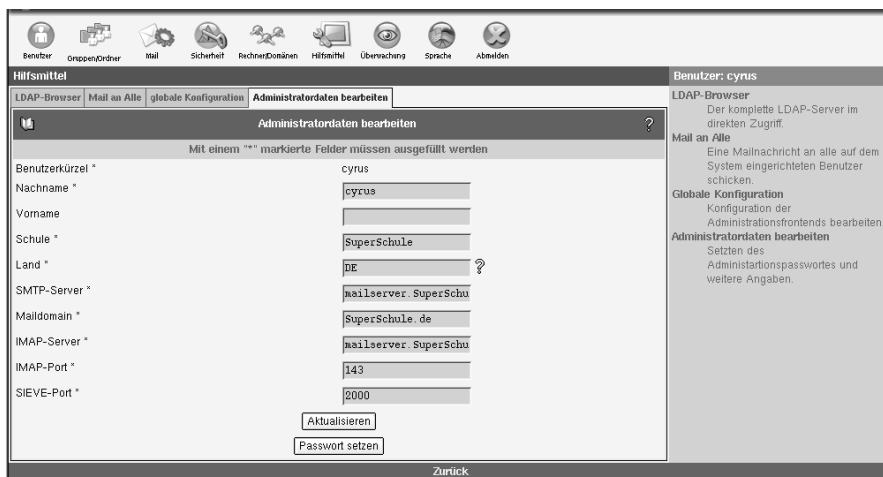 Benutzer Gruppen/Ordner Mail Sicherheit Rechner/Domänen Hilfsmittel Überwachung Sprache Abmelden
Hilfsmittel
LDAP-Browser Mail an Alle globale Konfiguration Administratordaten bearbeiten
Administratordaten bearbeiten ?
Mit einem "*" markierte Felder müssen ausgefüllt werden
Benutzerkürzel * cyrus
Nachname * cyrus
Vorname
Schule * SuperSchule
Land * DE ?
SMTP-Server * mailserver.SuperSchu
Maildomain * SuperSchule.de
IMAP-Server * mailserver.SuperSchu
IMAP-Port * 143
SIEVE-Port * 2000
Aktualisieren
Passwort setzen
Zurück
Benutzer: cyrus
LDAP-Browser
Der komplette LDAP-Server im
direkten Zugriff.
Mail an Alle
Eine Mailnachricht an alle auf dem
System eingerichteten Benutzer
schicken.
Globale Konfiguration
Konfiguration der
Administrationsfrontends bearbeiten.
Administratordaten bearbeiten
Setzten des
Administartionspasswortes und
weitere Angaben.